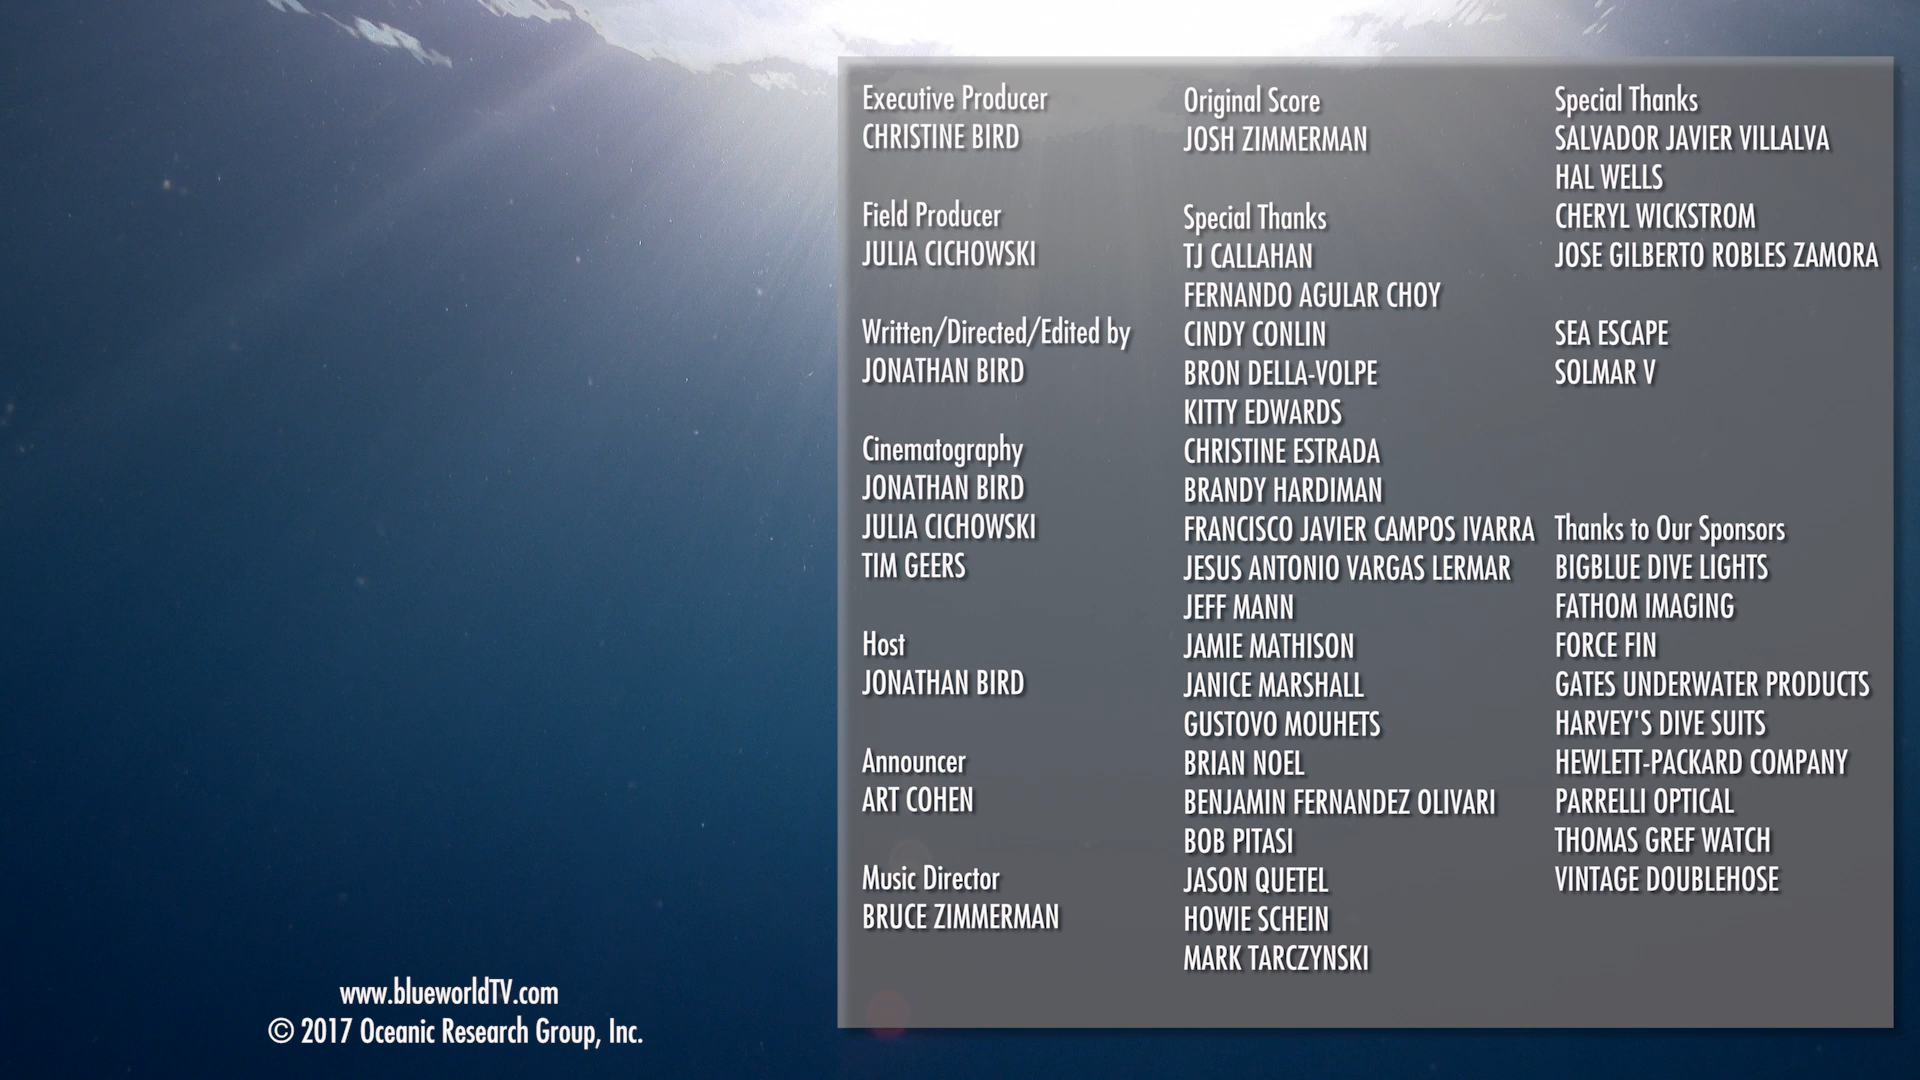 Executive Producer
CHRISTINE BIRD
Field Producer
JULIA CICHOWSKI
Written/Directed/Edited by
JONATHAN BIRD
Cinematography
JONATHAN BIRD
JULIA CICHOWSKI
TIM GEERS
Host
JONATHAN BIRD
Announcer
ART COHEN
Music Director
BRUCE ZIMMERMAN
Original Score
JOSH ZIMMERMAN
Special Thanks
TJ CALLAHAN
FERNANDO AGULAR CHOY
CINDY CONLIN
BRON DELLA-VOLPE
KITTY EDWARDS
CHRISTINE ESTRADA
BRANDY HARDIMAN
FRANCISCO JAVIER CAMPOS IVARRA
JESUS ANTONIO VARGAS LERMAR
JEFF MANN
JAMIE MATHISON
JANICE MARSHALL
GUSTOVO MOUHETS
BRIAN NOEL
BENJAMIN FERNANDEZ OLIVARI
BOB PITASI
JASON QUETEL
HOWIE SCHEIN
MARK TARCZYNSKI
Special Thanks
SALVADOR JAVIER VILLALVA
HAL WELLS
CHERYL WICKSTROM
JOSE GILBERTO ROBLES ZAMORA
SEA ESCAPE
SOLMAR V
Thanks to Our Sponsors
BIGBLUE DIVE LIGHTS
FATHOM IMAGING
FORCE FIN
GATES UNDERWATER PRODUCTS
HARVEY'S DIVE SUITS
HEWLETT-PACKARD COMPANY
PARRELLI OPTICAL
THOMAS GREF WATCH
VINTAGE DOUBLEHOSE
www.blueworldTV.com
© 2017 Oceanic Research Group, Inc.